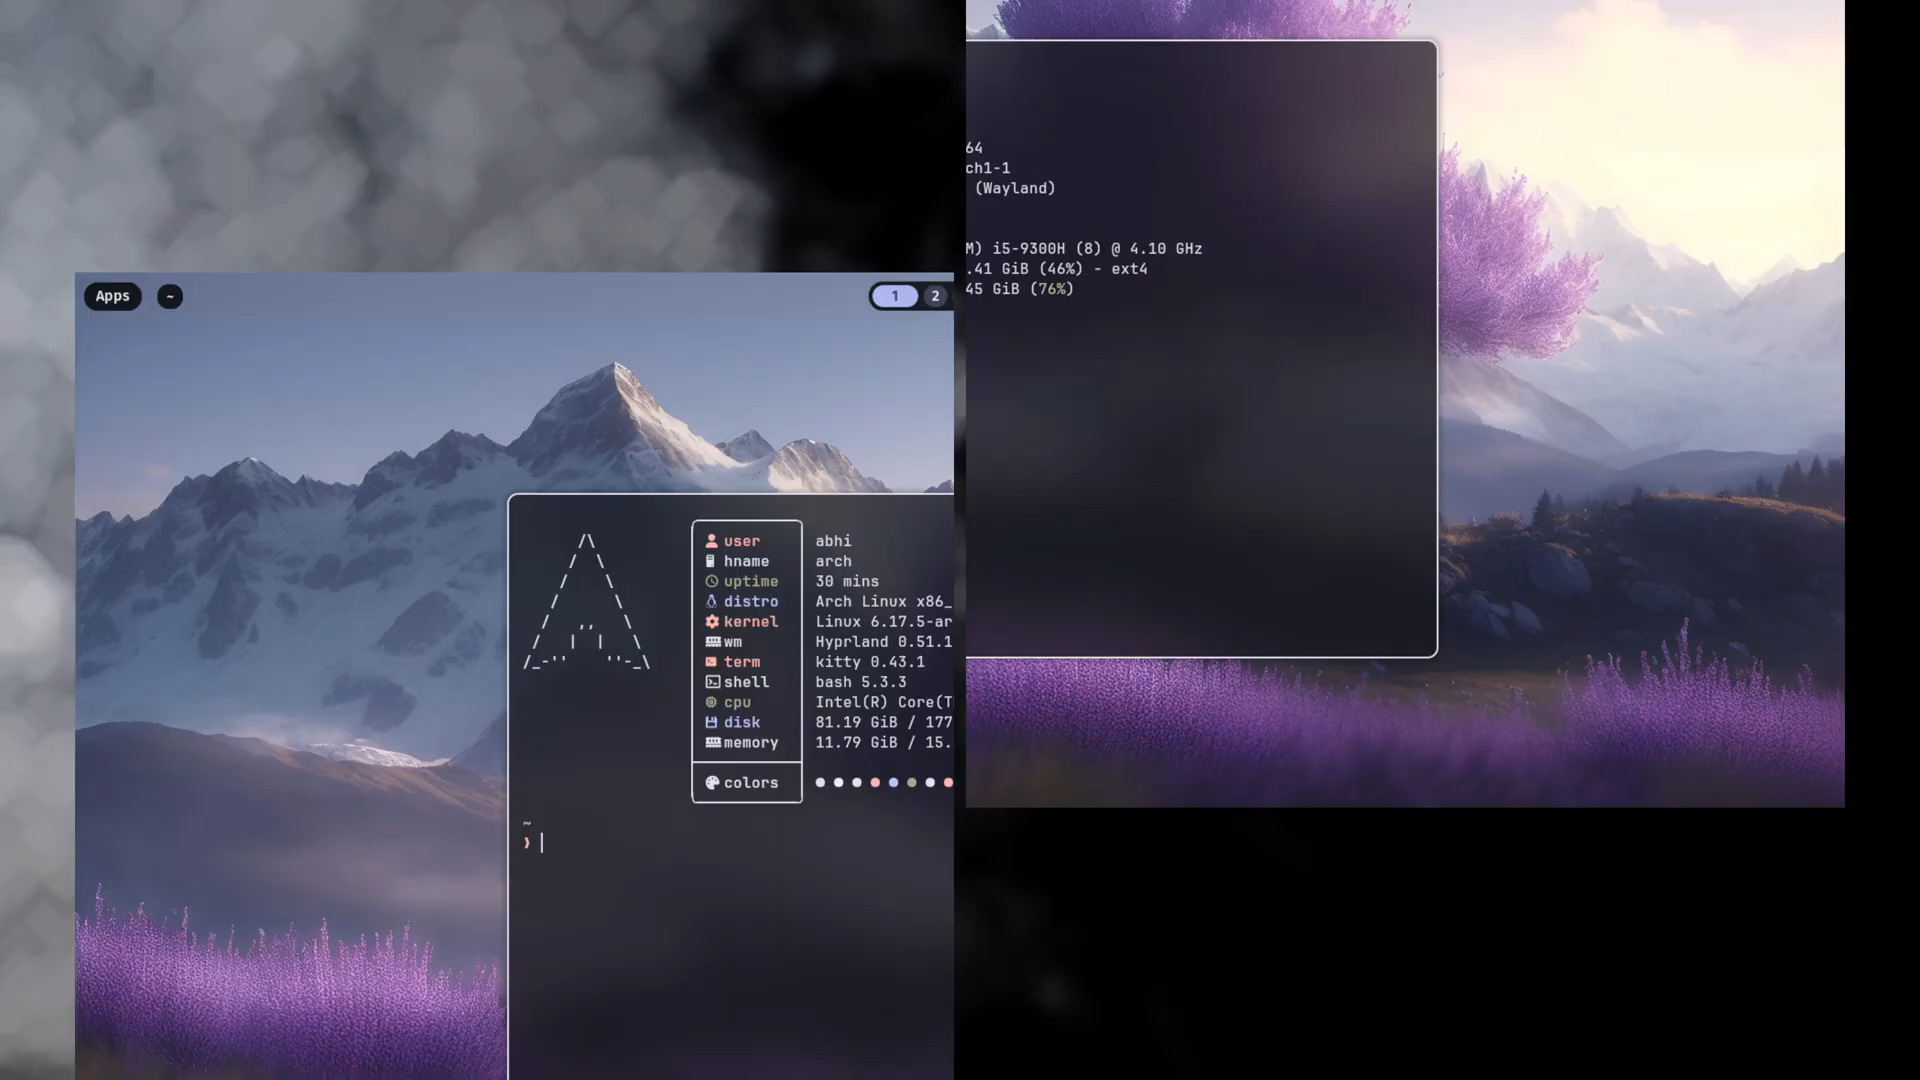 64
ch1-1
(Wayland)
M) i5-9300H (8) @ 4.10 GHz
.41 GiB (46%) - ext4
45 GiB (76%)
Apps ~ 1 2
user abhi
hname arch
uptime 30 mins
distro Arch Linux x86_
kernel Linux 6.17.5-ar
wm Hyprland 0.51.1
term kitty 0.43.1
shell bash 5.3.3
cpu Intel(R) Core(T
disk 81.19 GiB / 177
memory 11.79 GiB / 15.
colors
~
❯